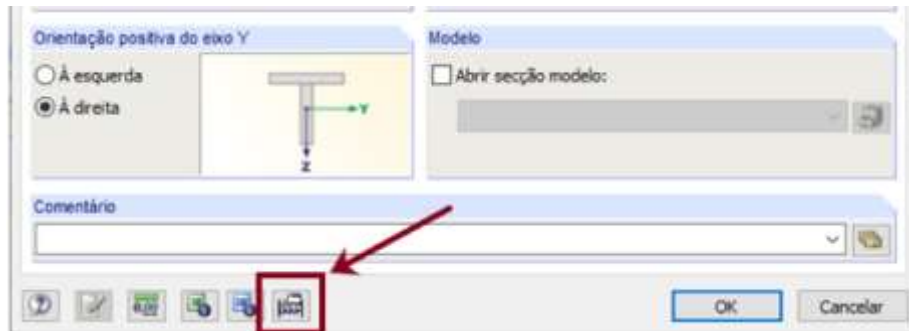 Orientação positiva do eixo Y
À esquerda
À direita
Y
Z
Modelo
Abrir secção modelo:
Comentário
OK
Cancelar